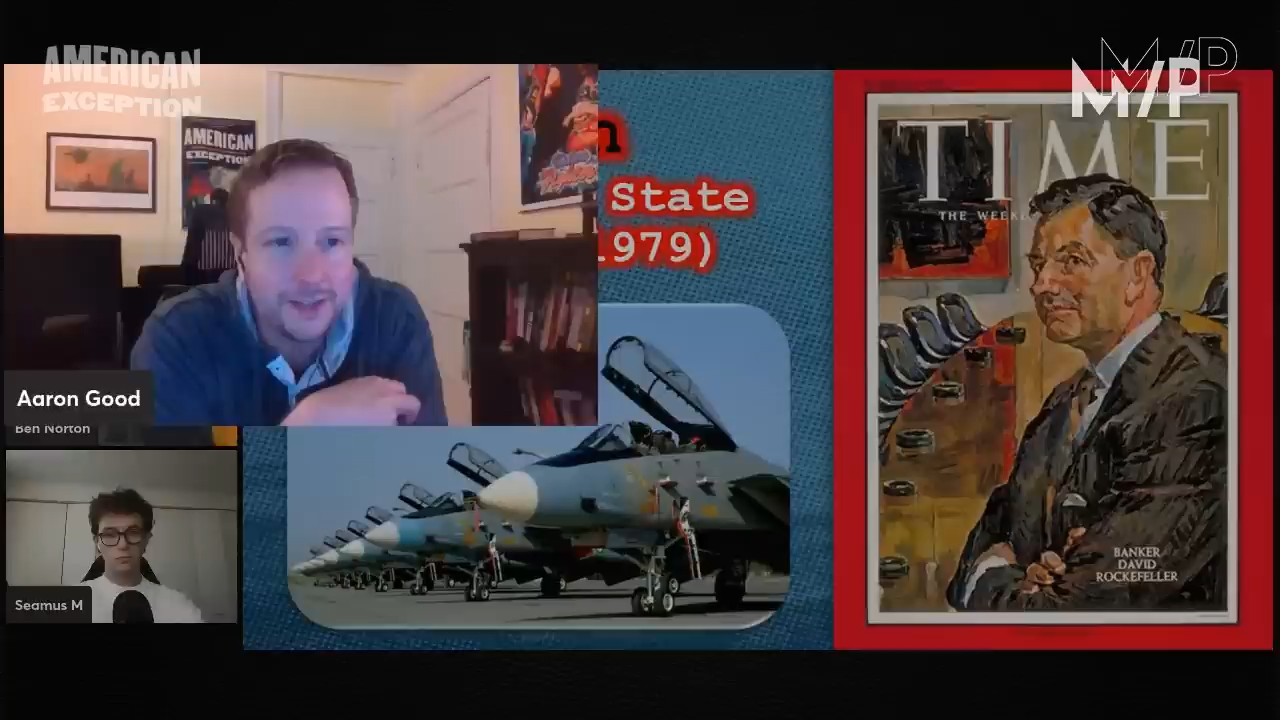 AMERICAN
EXCEPTION
M/P
AMERICAN
EXCEPTION
State
1979)
TIME
THE WEEK
Aaron Good
Ben Norton
Seamus M
BANKER
DAVID
ROCKEFELLER